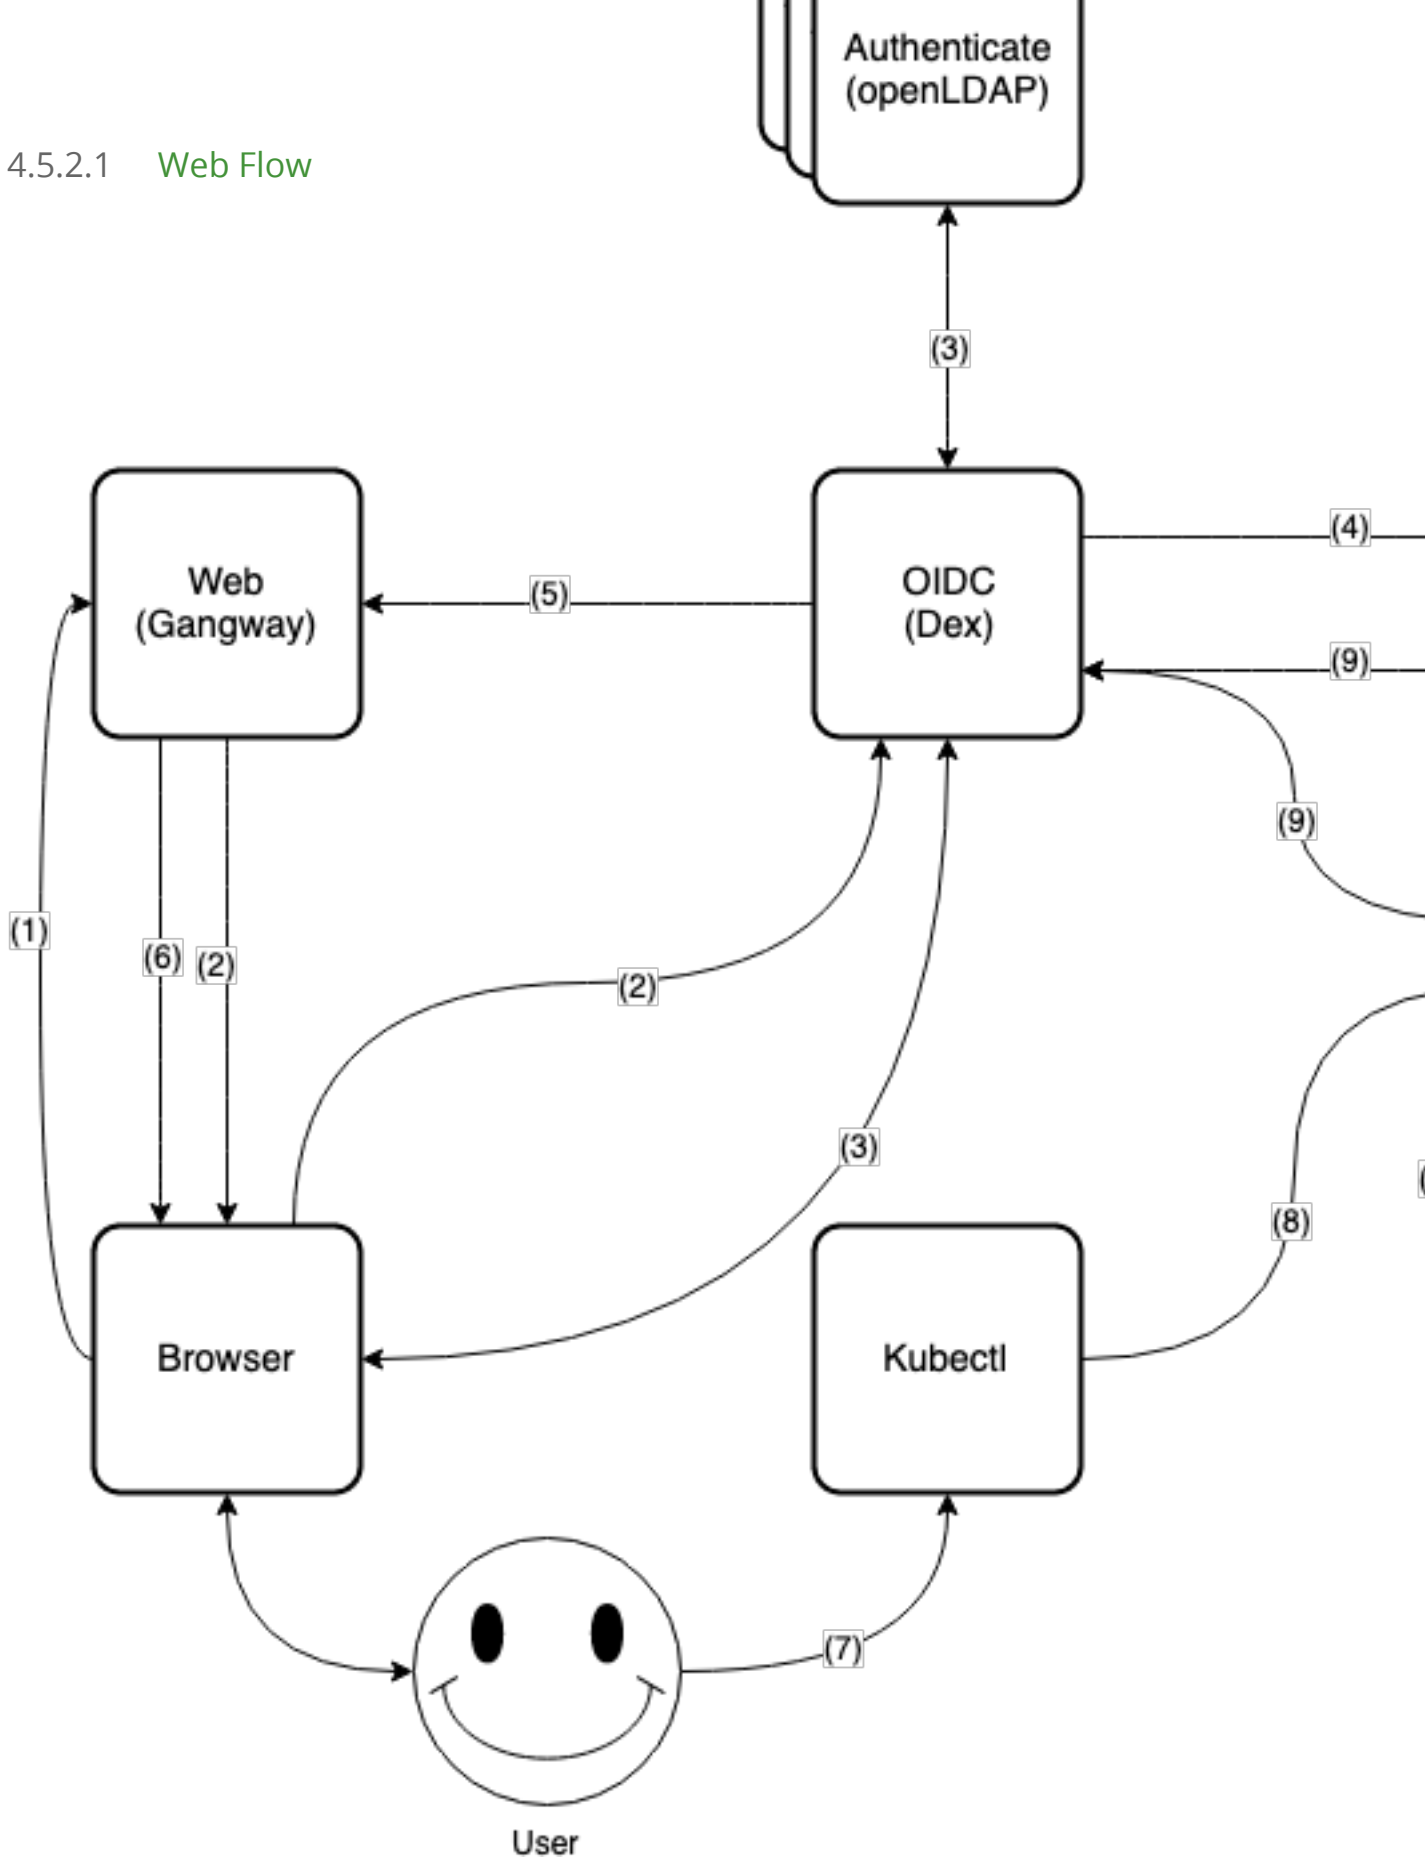 Authenticate
(openLDAP)
4.5.2.1 Web Flow
(3)
(4)
Web
(Gangway)
(5)
OIDC
(Dex)
(9)
(9)
(1)
(6)
(2)
(2)
(3)
(8)
Browser
Kubectl
(7)
User